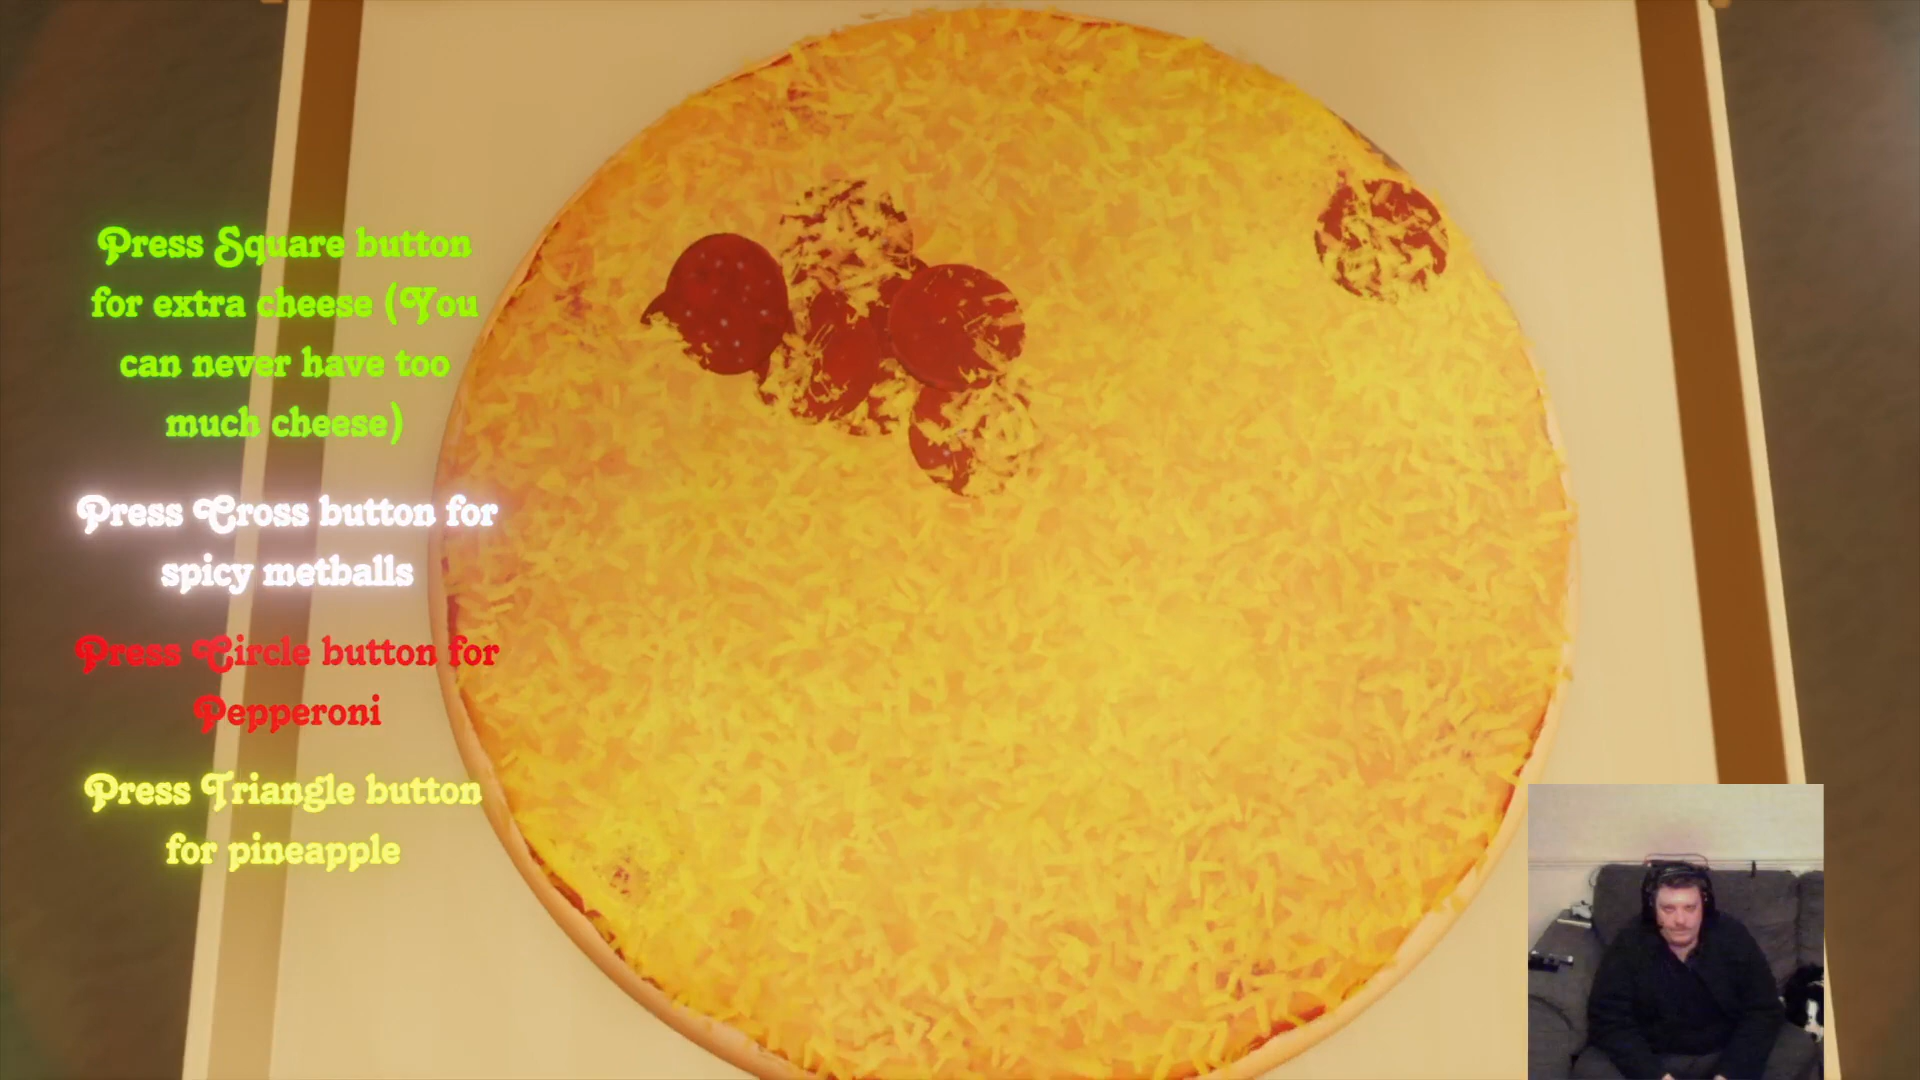 Press Square button
for extra cheese (You
can never have too
much cheese)
Press Cross button for
spicy metballs
Press Circle button for
Pepperoni
Press Triangle button
for pineapple